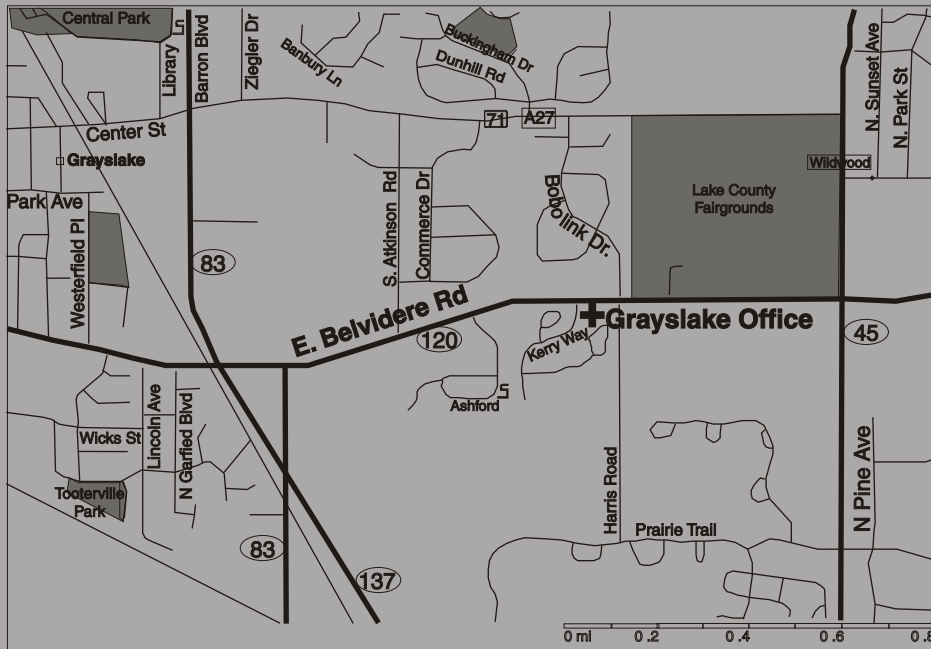 Central Park
Library
Barron Blvd
Ziegler Dr
Banbury Ln
Buckingham Dr
Dunhill Rd
N. Sunset Ave
N. Park St
71
A27
Center St
Grayslake
Wildwood
Park Ave
Westerfield Pl
S. Atkinson Rd
Commerce Dr
Bobo link Dr.
Lake County
Fairgrounds
83
E. Belvidere Rd
120
Grayslake Office
45
Kerry Way
Ashford
Lincoln Ave
N Garfied Blvd
Wicks St
Tooterville
Park
Harris Road
N Pine Ave
Prairie Trail
83
137
0 mi 0.2 0.4 0.6 0.8